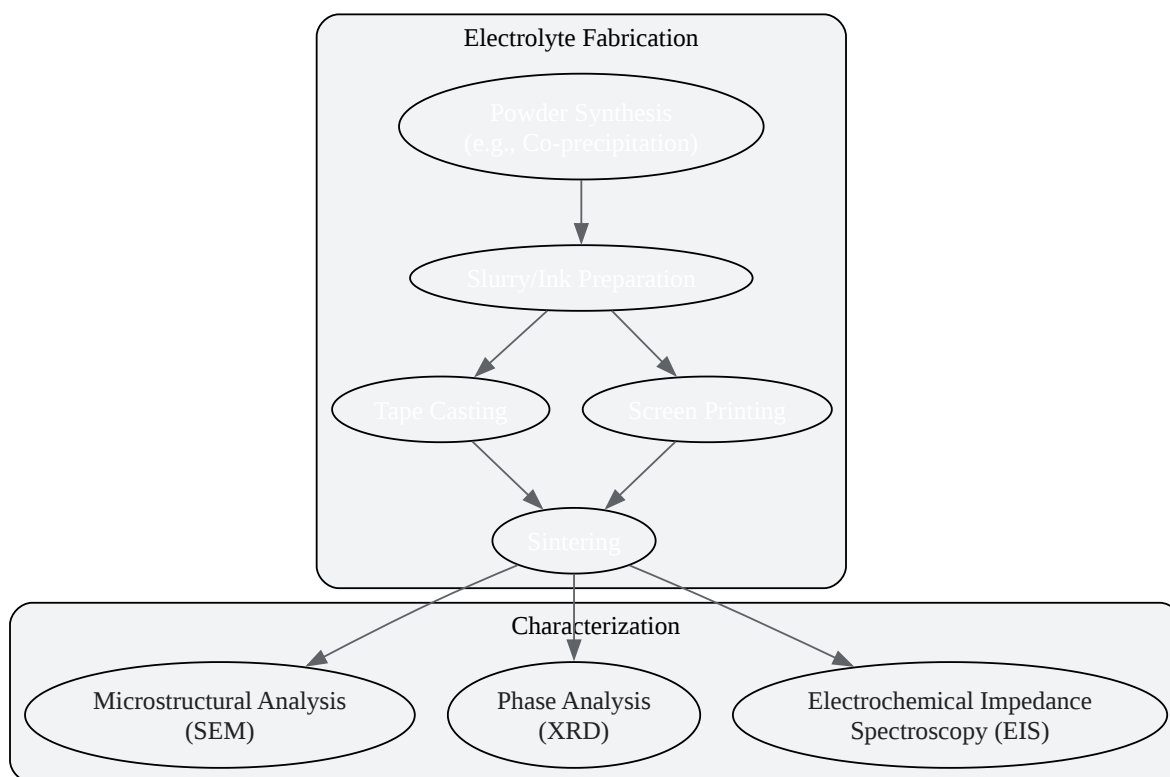 Electrolyte Fabrication
Powder Synthesis
(e.g., Co-precipitation)
Slurry/Ink Preparation
Tape Casting
Screen Printing
Sintering
Characterization
Microstructural Analysis
(SEM)
Phase Analysis
(XRD)
Electrochemical Impedance
Spectroscopy (EIS)